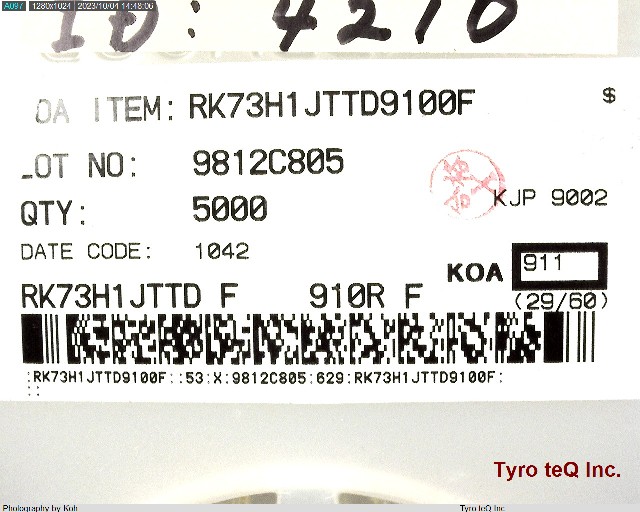 A097 1280x1024 2023/10/04 14:48:06
ID: 4210
OA ITEM: RK73H1JTTD9100F $
LOT NO: 9812C805
QTY: 5000
KJP 9002
DATE CODE: 1042
KOA 911
RK73H1JTTD F 910R F (29/60)
:RK73H1JTTD9100F::53:X:9812C805:629:RK73H1JTTD9100F:
::
Tyro teQ Inc.
Photography by Koh Tyro teQ Inc